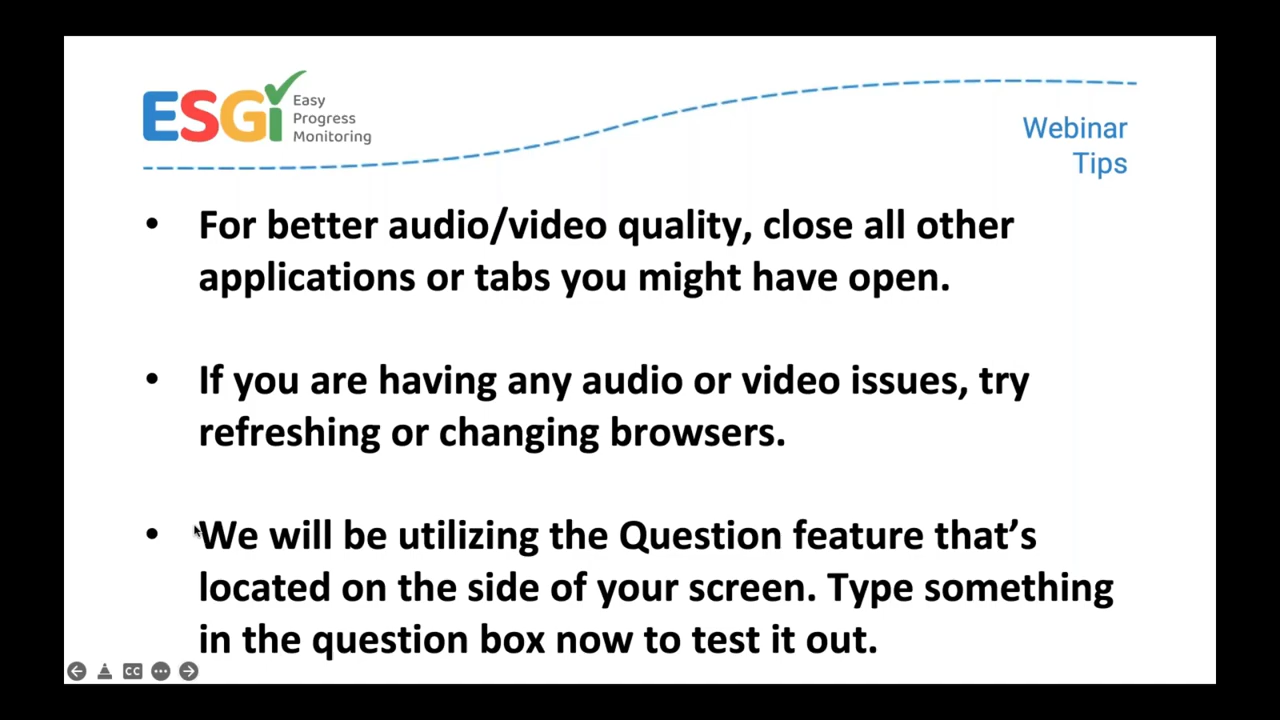 ESGi
Easy
Progress
Monitoring
Webinar
Tips
• For better audio/video quality, close all other
applications or tabs you might have open.
• If you are having any audio or video issues, try
refreshing or changing browsers.
• We will be utilizing the Question feature that’s
located on the side of your screen. Type something
in the question box now to test it out.
CC